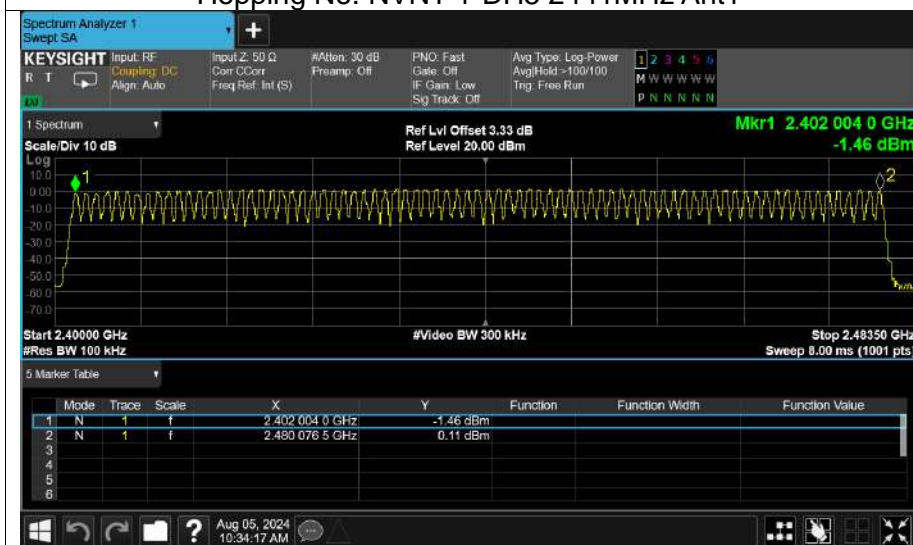 Hopping No. NVNT 1-DH5 2441MHz Ant1
Spectrum Analyzer 1
Swept SA
+
KEYSIGHT Input: RF Input Z: 50 Ω #Atten: 30 dB PNO: Fast Avg Type: Log-Power 1 2 3 4 5 6
R T Coupling: DC Corr CCorr Preamp: Off Gate: Off Avg|Hold >100/100 M W W W W W
Align: Auto Freq Ref: Int (S) IF Gain: Low Trig: Free Run
Sig Track: Off P N N N N N
1 Spectrum Ref Lvl Offset 3.33 dB Mkr1 2.402 004 0 GHz
Scale/Div 10 dB Ref Level 20.00 dBm -1.46 dBm
Log
10.0
0.00
-10.0
-20.0
-30.0
-40.0
-50.0
-60.0
-70.0
1
2
Start 2.40000 GHz #Video BW 300 kHz Stop 2.48350 GHz
#Res BW 100 kHz Sweep 8.00 ms (1001 pts)
5 Marker Table
Mode Trace Scale X Y Function Function Width Function Value
1 N 1 f 2.402 004 0 GHz -1.46 dBm
2 N 1 f 2.480 076 5 GHz 0.11 dBm
3
4
5
6
? Aug 05, 2024
10:34:17 AM